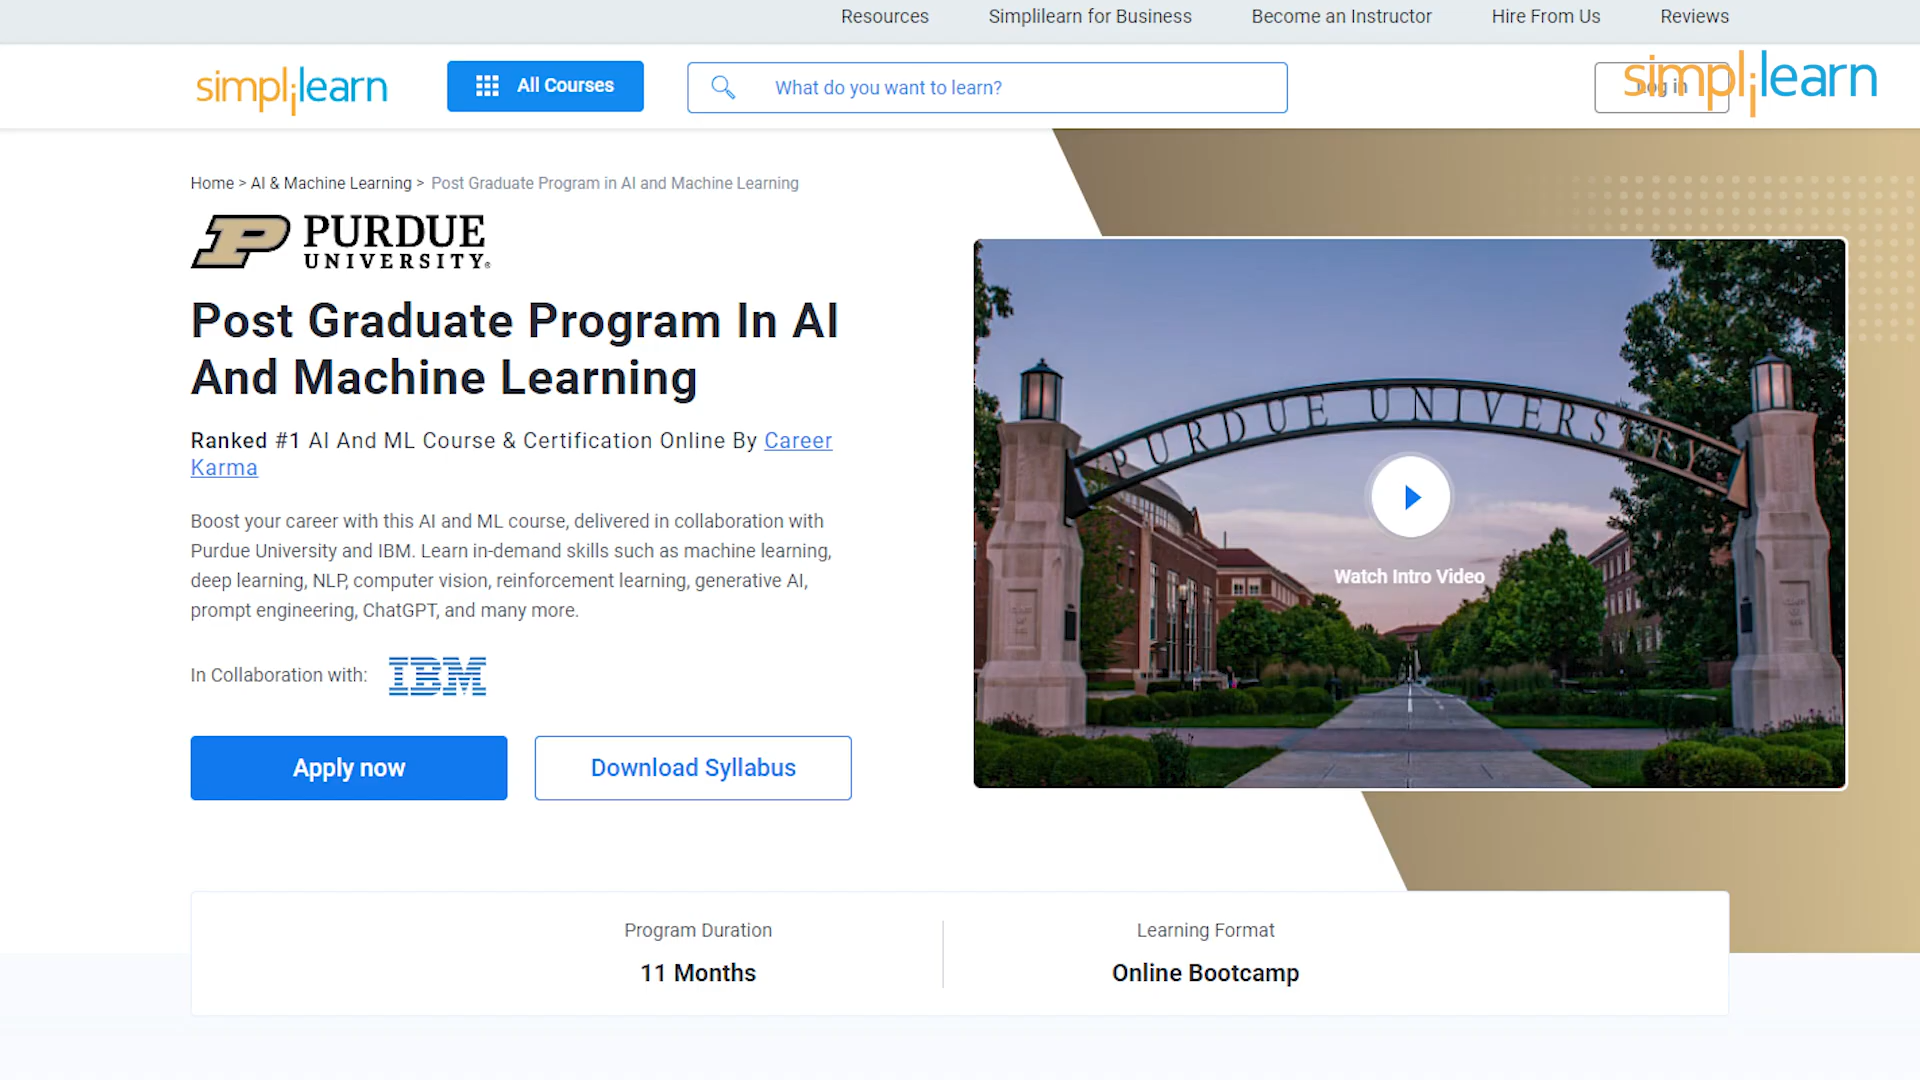 Resources Simplilearn for Business Become an Instructor Hire From Us Reviews
simplilearn All Courses What do you want to learn? Log in simplilearn
Home > AI & Machine Learning > Post Graduate Program in AI and Machine Learning
PURDUE
UNIVERSITY®
Post Graduate Program In AI
And Machine Learning
Ranked #1 AI And ML Course & Certification Online By Career
Karma
Boost your career with this AI and ML course, delivered in collaboration with
Purdue University and IBM. Learn in-demand skills such as machine learning,
deep learning, NLP, computer vision, reinforcement learning, generative AI,
prompt engineering, ChatGPT, and many more.
In Collaboration with: IBM
Apply now Download Syllabus
PURDUE UNIVERSITY
Watch Intro Video
Program Duration
11 Months
Learning Format
Online Bootcamp